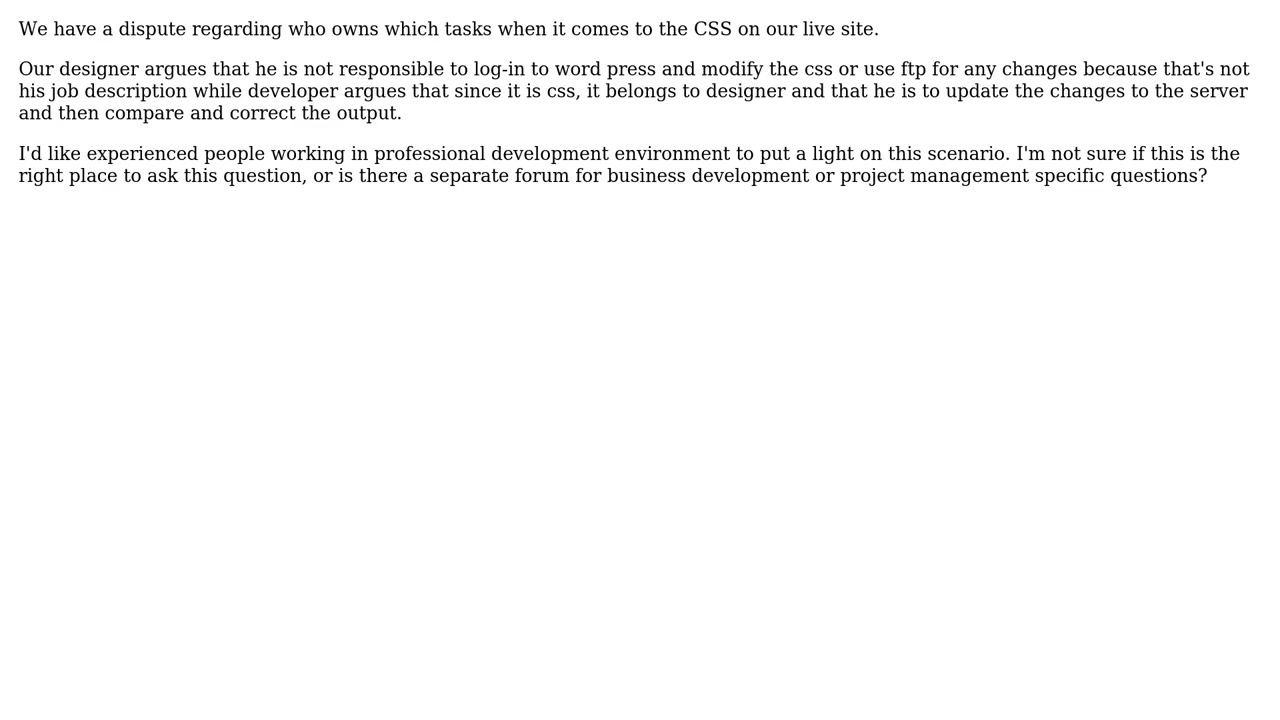 We have a dispute regarding who owns which tasks when it comes to the CSS on our live site.
Our designer argues that he is not responsible to log-in to word press and modify the css or use ftp for any changes because that's not
his job description while developer argues that since it is css, it belongs to designer and that he is to update the changes to the server
and then compare and correct the output.
I'd like experienced people working in professional development environment to put a light on this scenario. I'm not sure if this is the
right place to ask this question, or is there a separate forum for business development or project management specific questions?